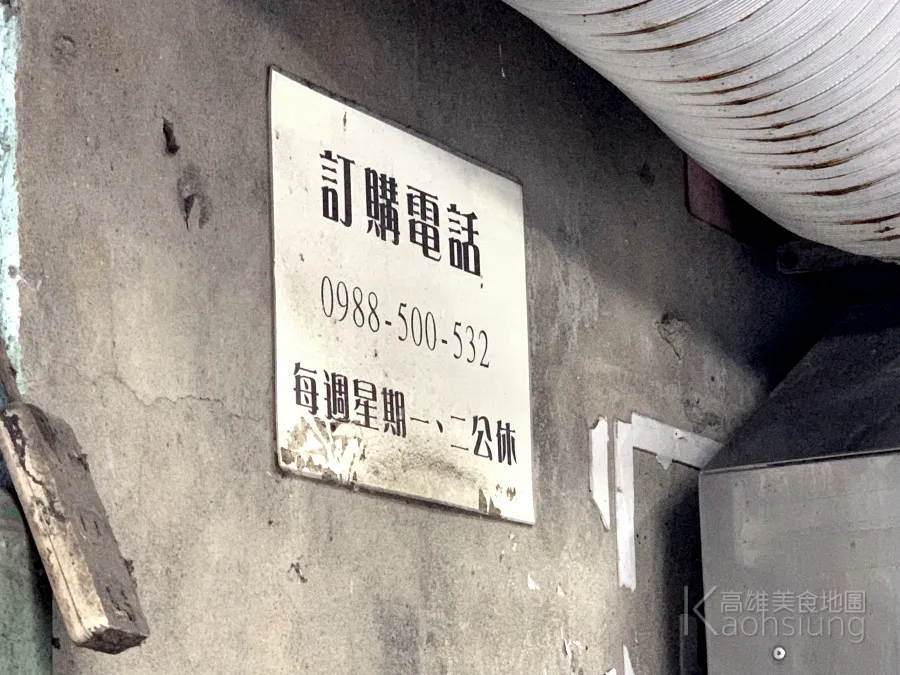 訂購電話
0988-500-532
每週星期一、二公休
高雄美食地圖
Kaohsiung